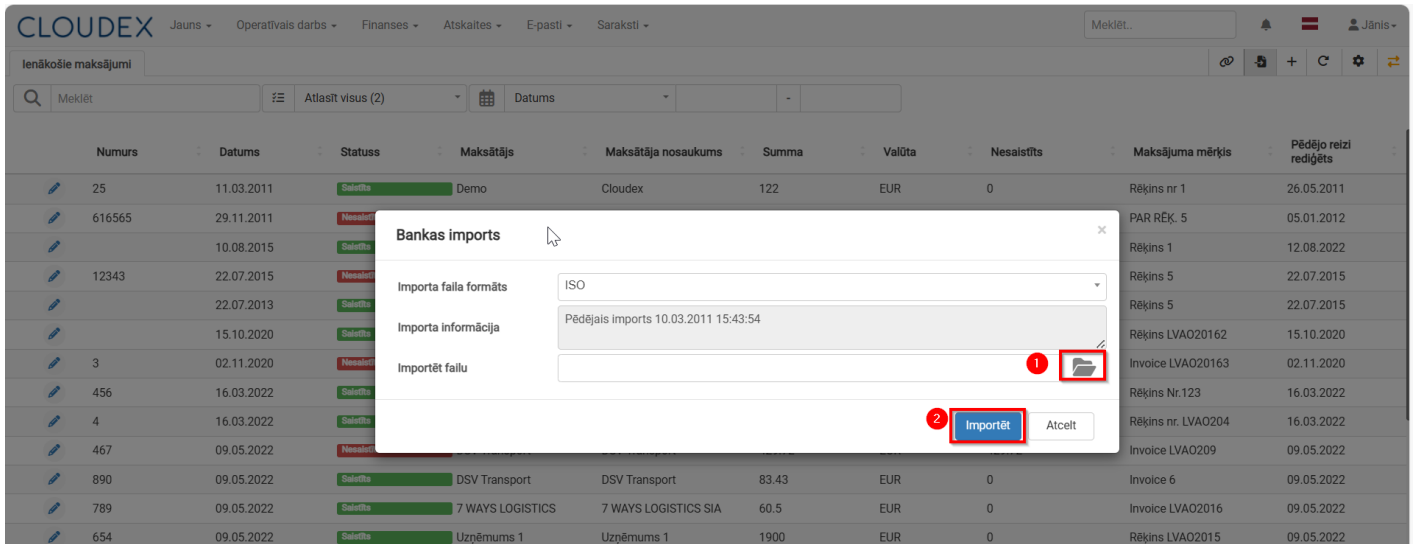 CLOUDEX Jauns Operatīvais darbs Finanses Atskaites E-pasti Saraksti Meklēt.. Jānis
Ienākošie maksājumi
Meklēt Atlasīt visus (2) Datums -
Numurs Datums Statuss Maksātājs Maksātāja nosaukums Summa Valūta Nesaistīts Maksājuma mērķis Pēdējo reizi
rediģēts
25 11.03.2011 Saistīts Demo Cloudex 122 EUR 0 Rēķins nr 1 26.05.2011
616565 29.11.2011 PAR RĒĶ. 5 05.01.2012
10.08.2015 Rēķins 1 12.08.2022
12343 22.07.2015 Rēķins 5 22.07.2015
22.07.2013 Rēķins 5 22.07.2015
15.10.2020 Rēķins LVAO20162 15.10.2020
3 02.11.2020 Invoice LVAO20163 02.11.2020
456 16.03.2022 Rēķins Nr.123 16.03.2022
4 16.03.2022 Rēķins nr. LVAO204 16.03.2022
467 09.05.2022 Invoice LVAO209 09.05.2022
890 09.05.2022 Saistīts DSV Transport DSV Transport 83.43 EUR 0 Invoice 6 09.05.2022
789 09.05.2022 Saistīts 7 WAYS LOGISTICS 7 WAYS LOGISTICS SIA 60.5 EUR 0 Invoice LVAO2016 09.05.2022
654 09.05.2022 Saistīts Uzņēmums 1 Uzņēmums 1 1900 EUR 0 Rēķins LVAO2015 09.05.2022
Bankas imports ×
Importa faila formāts ISO
Importa informācija Pēdējais imports 10.03.2011 15:43:54
Importēt failu 1
2 Importēt Atcelt